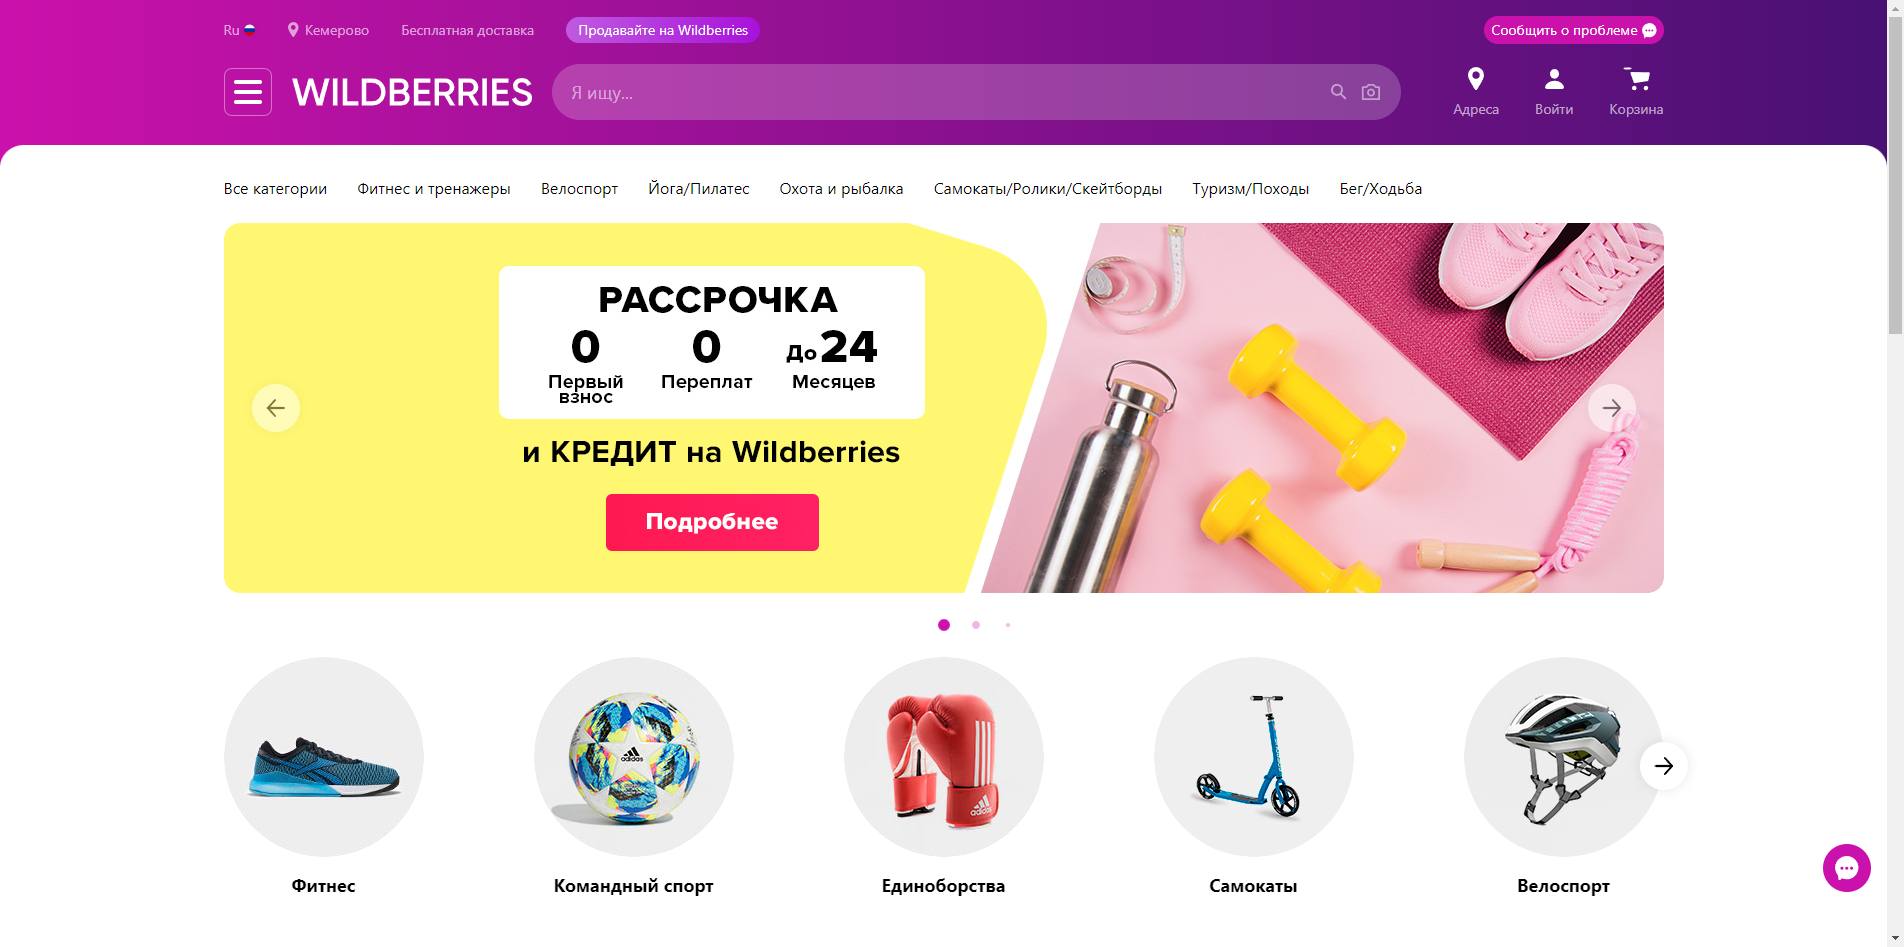 Ru
Кемерово
Бесплатная доставка
Продавайте на Wildberries
Сообщить о проблеме
WILDBERRIES
Я ищу...
Адреса
Войти
Корзина
Все категории
Фитнес и тренажеры
Велоспорт
Йога/Пилатес
Охота и рыбалка
Самокаты/Ролики/Скейтборды
Туризм/Походы
Бег/Ходьба
РАССРОЧКА
0
Первый
взнос
0
Переплат
До 24
Месяцев
и КРЕДИТ на Wildberries
Подробнее
adidas
adidas
Фитнес
Командный спорт
Единоборства
Самокаты
Велоспорт